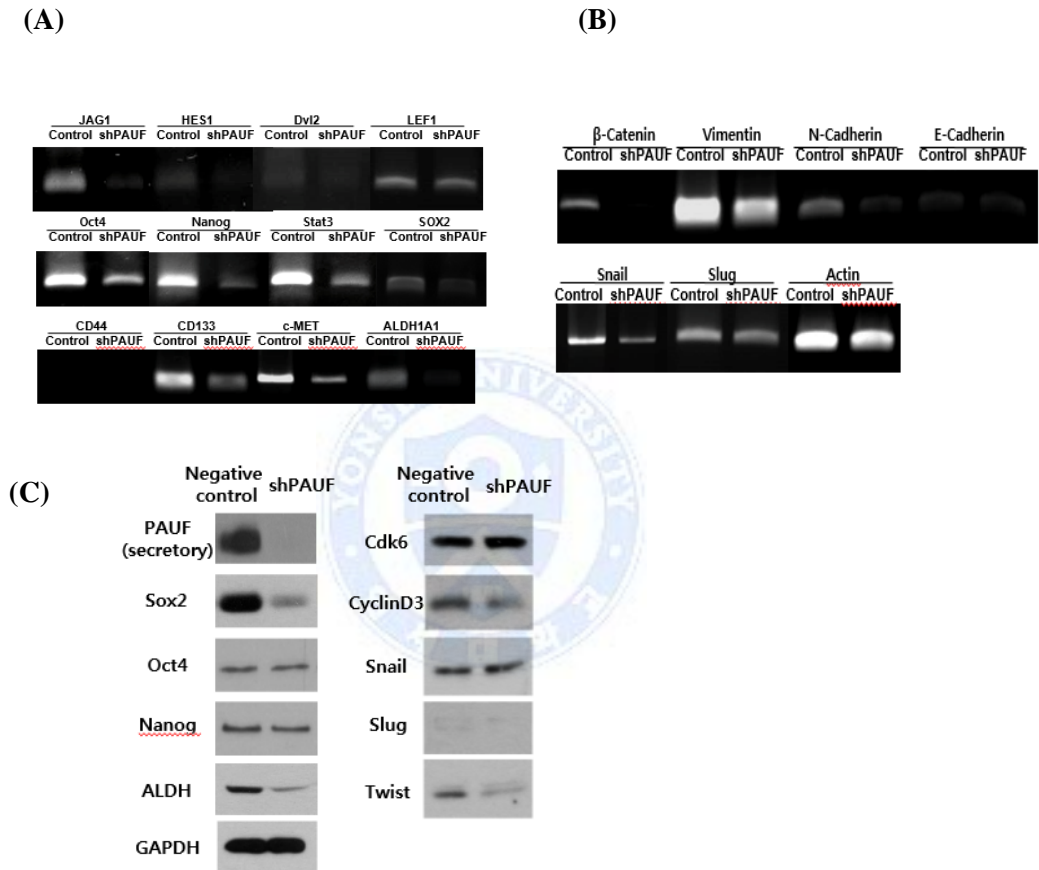 (A)
JAG1 HES1 Dvl2 LEF1
Control shPAUF Control shPAUF Control shPAUF Control shPAUF
Oct4 Nanog Stat3 SOX2
Control shPAUF Control shPAUF Control shPAUF Control shPAUF
CD44 CD133 c-MET ALDH1A1
Control shPAUF Control shPAUF Control shPAUF Control shPAUF
(B)
β-Catenin Vimentin N-Cadherin E-Cadherin
Control shPAUF Control shPAUF Control shPAUF Control shPAUF
Snail Slug Actin
Control shPAUF Control shPAUF Control shPAUF
(C)
Negative control shPAUF
PAUF
(secretory)
Sox2
Oct4
Nanog
ALDH
GAPDH
Negative control shPAUF
Cdk6
CyclinD3
Snail
Slug
Twist
YONSEI UNIVERSITY